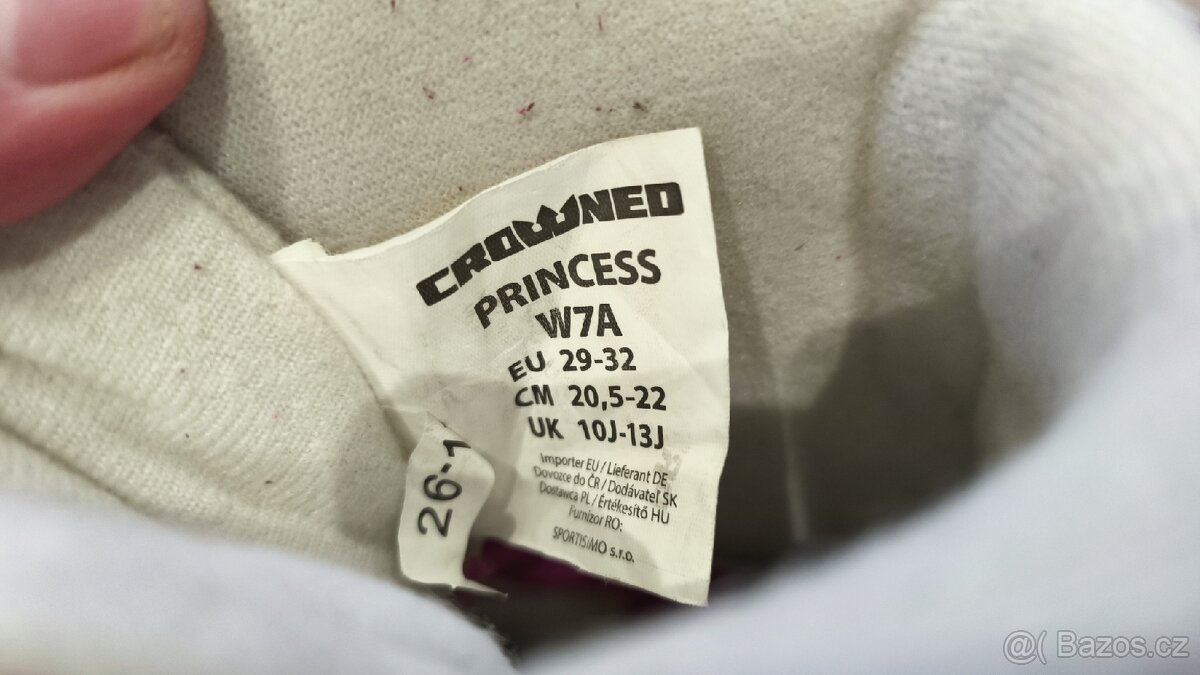 CROWNED
PRINCESS
W7A
EU 29-32
CM 20,5-22
UK 10J-13J
Importer EU / Lieferant DE
Dovozce do ČR / Dodávateľ SK
Dostawca PL / Értékesítő HU
Furnizor RO:
SPORTISIMO s.r.o.
26-1
@( Bazos.cz